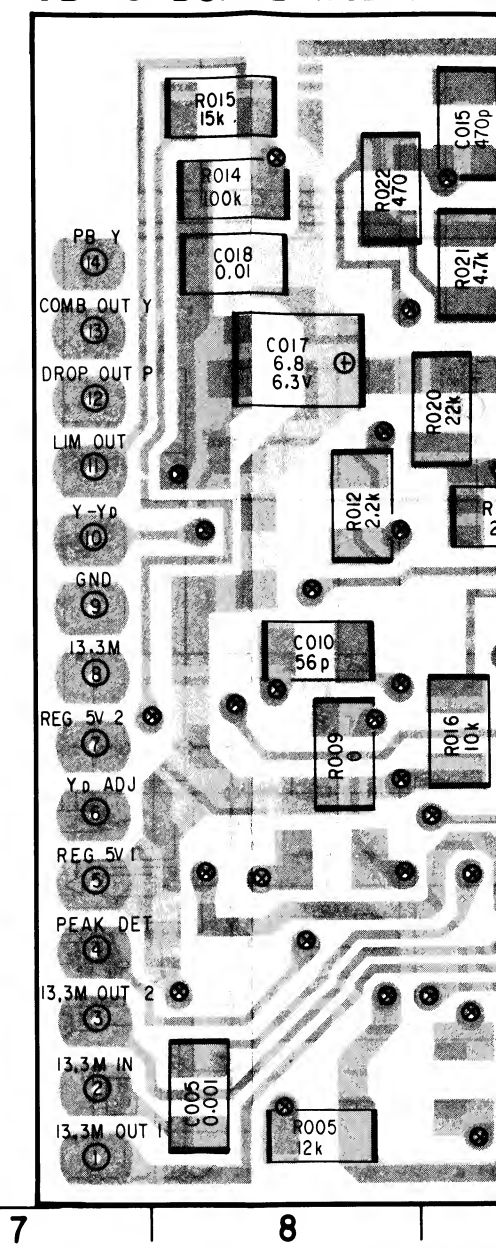 R015
15k
C015
470p
R014
100k
R022
470
PB Y
14
C018
0.01
R021
4.7k
COMB OUT Y
13
C017
6.8
6.3V
DROP OUT P
12
R020
22k
LIM OUT
11
R012
2.2k
Y-YD
10
GND
9
C010
56p
13.3M
8
REG 5V 2
7
R009
0
R016
10k
YD ADJ
6
REG 5V 1
5
PEAK DET
4
13.3M OUT 2
3
C005
0.001
13.3M IN
2
R005
12k
13.3M OUT 1
1
7
8